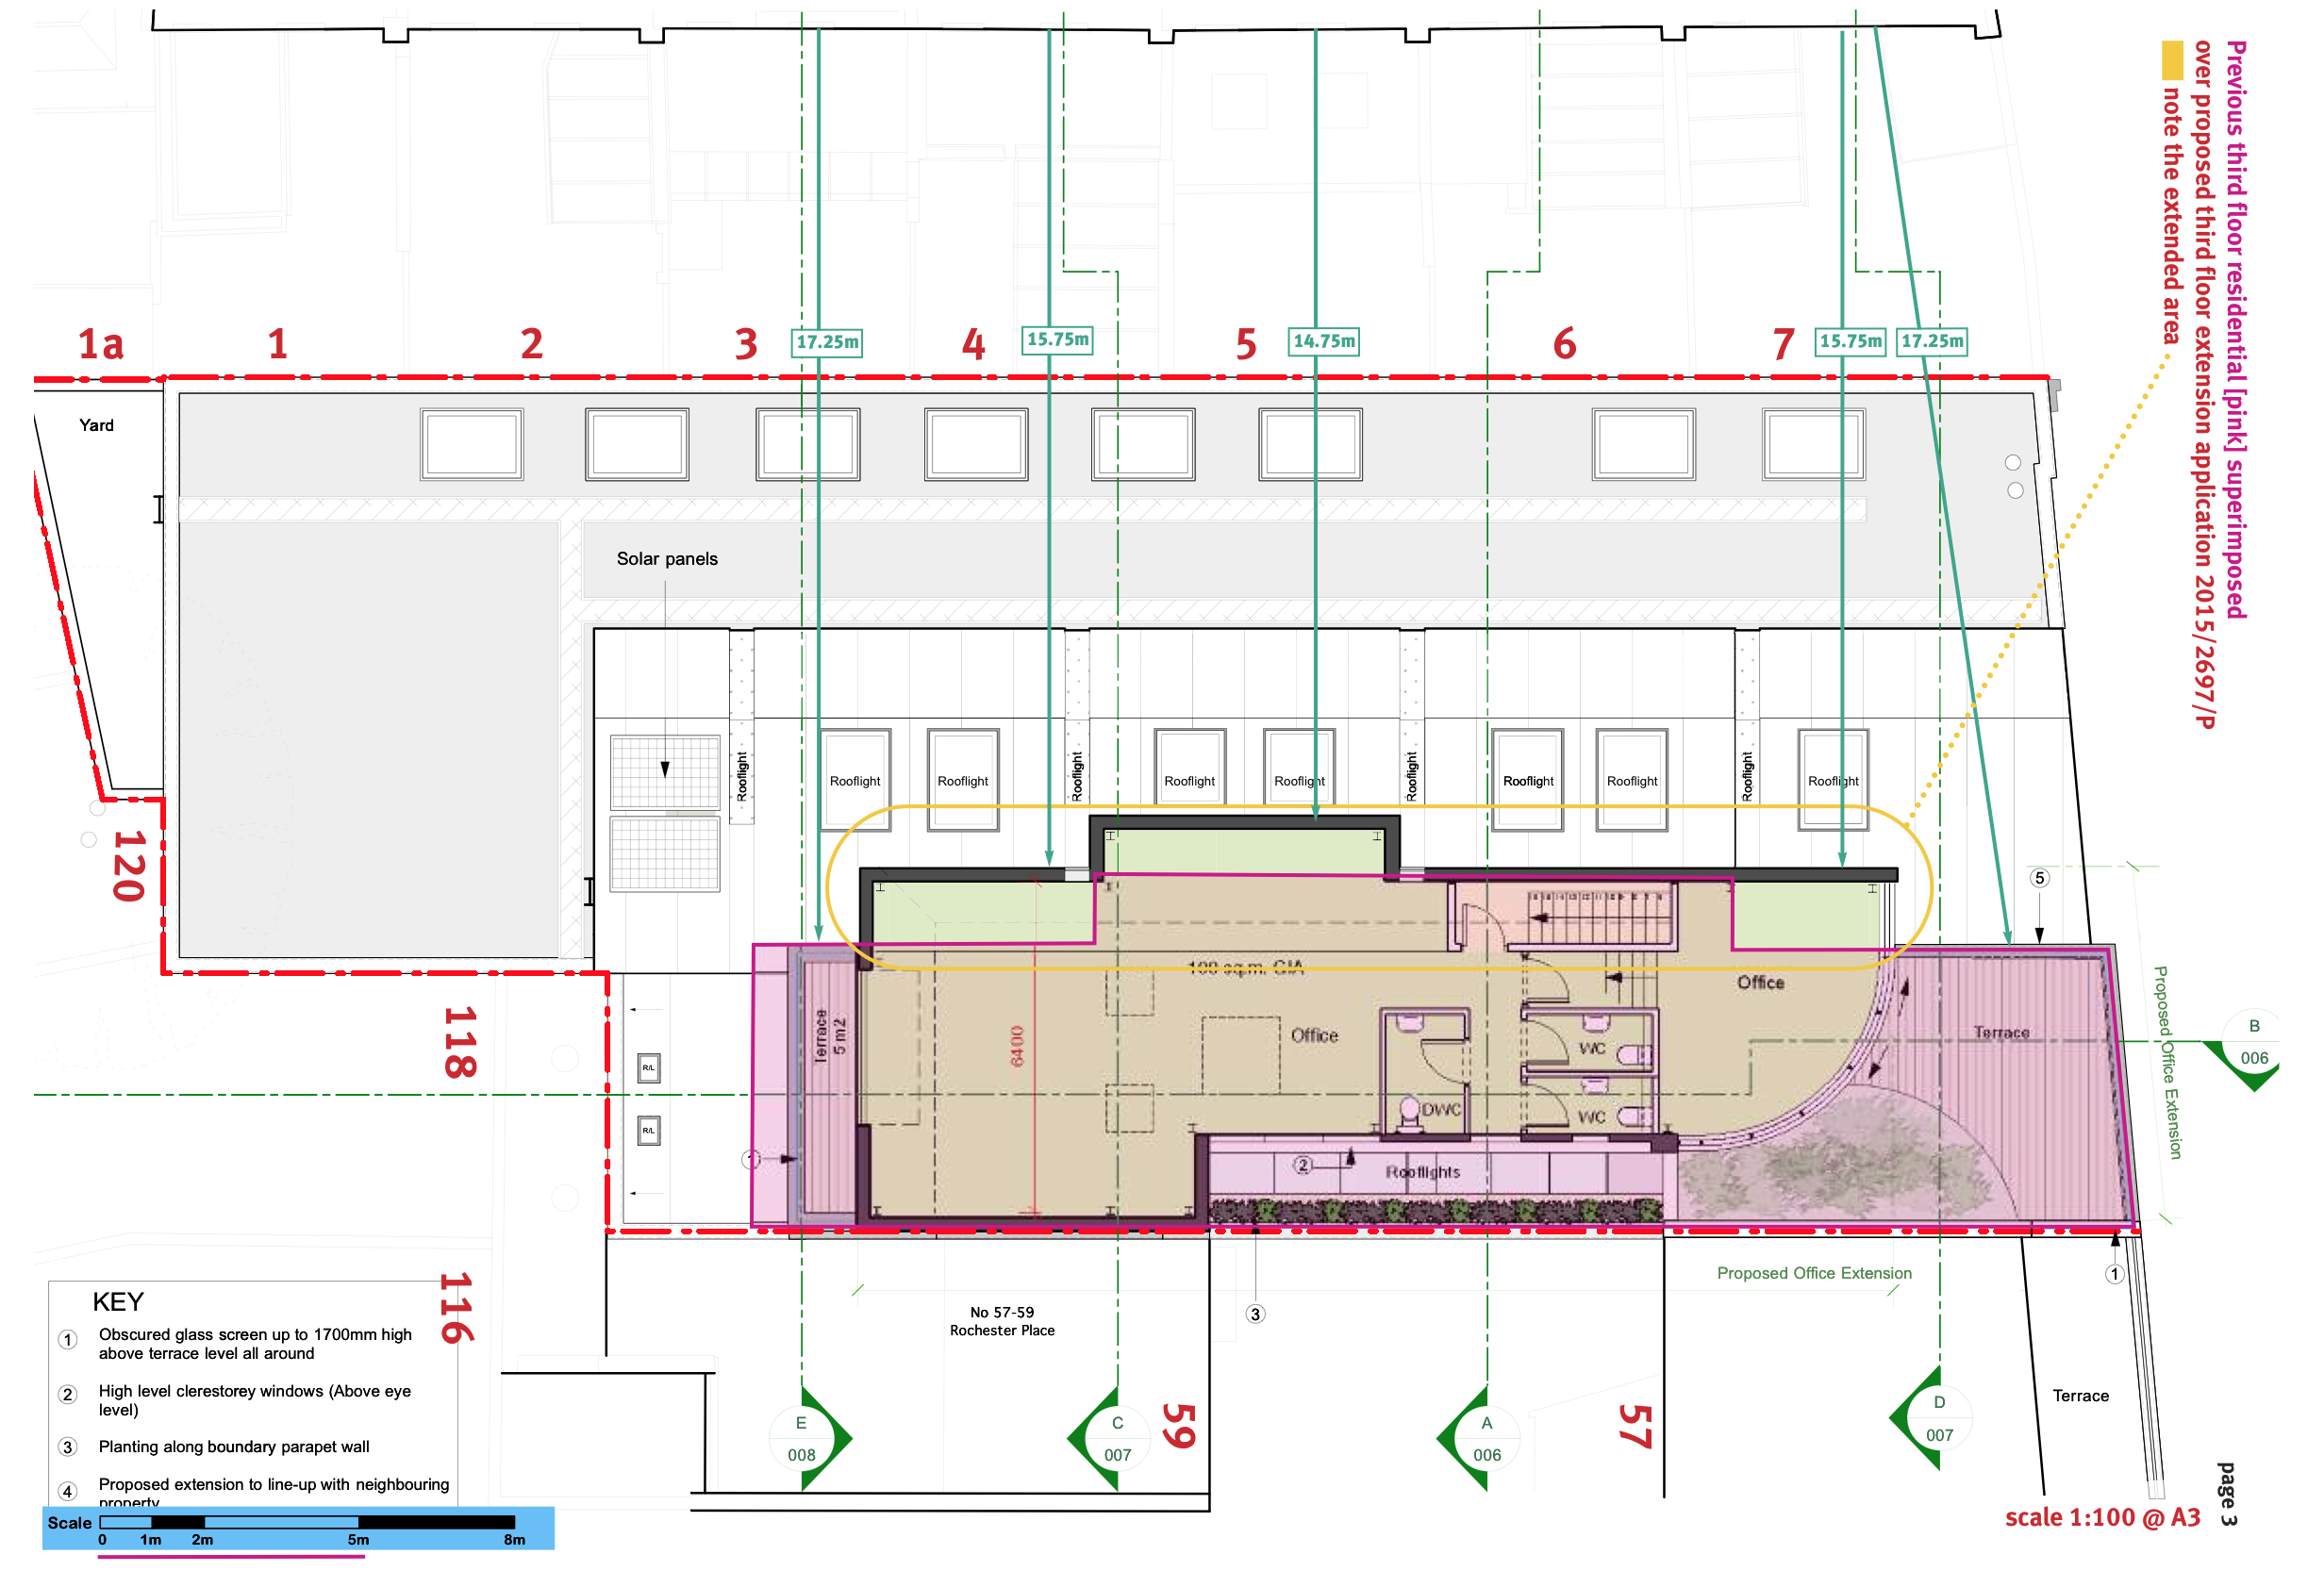 Previous third floor residential [pink] superimposed
over proposed third floor extension application 2015/2697/P
note the extended area
1a
1
2
3
17.25m
4
15.75m
5
14.75m
6
7
15.75m
17.25m
Yard
Solar panels
Rooflight
Rooflight
Rooflight
Rooflight
Rooflight
Rooflight
Rooflight
Rooflight
Rooflight
Rooflight
Rooflight
120
5
100 sq.m. GIA
Office
Terrace
5 m2
6400
Office
Office
Terrace
WC
DWC
WC
R/L
R/L
1
2
Rooflights
Proposed Office Extension
B
006
118
116
Proposed Office Extension
1
3
No 57-59
Rochester Place
59
57
Terrace
E
008
C
007
A
006
D
007
KEY
1 Obscured glass screen up to 1700mm high
above terrace level all around
2 High level clerestorey windows (Above eye
level)
3 Planting along boundary parapet wall
4 Proposed extension to line-up with neighbouring
property
Scale
0 1m 2m 5m 8m
scale 1:100 @ A3
page 3